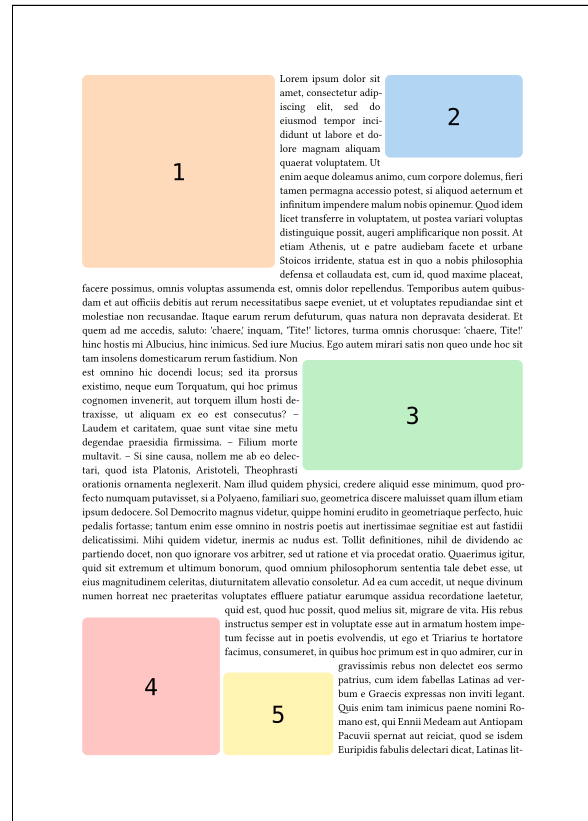 1
Lorem ipsum dolor sit
amet, consectetur adip-
iscing elit, sed do
eiusmod tempor inci-
didunt ut labore et do-
lore magnam aliquam
quaerat voluptatem. Ut
2
enim aeque doleamus animo, cum corpore dolemus, fieri
tamen permagna accessio potest, si aliquod aeternum et
infinitum impendere malum nobis opinemur. Quod idem
licet transferre in voluptatem, ut postea variari voluptas
distinguique possit, augeri amplificarique non possit. At
etiam Athenis, ut e patre audiebam facete et urbane
Stoicos irridente, statua est in quo a nobis philosophia
defensa et collaudata est, cum id, quod maxime placeat,
facere possimus, omnis voluptas assumenda est, omnis dolor repellendus. Temporibus autem quibus-
dam et aut officiis debitis aut rerum necessitatibus saepe eveniet, ut et voluptates repudiandae sint et
molestiae non recusandae. Itaque earum rerum defuturum, quas natura non depravata desiderat. Et
quem ad me accedis, saluto: 'chaere,' inquam, 'Tite!' lictores, turma omnis chorusque: 'chaere, Tite!'
hinc hostis mi Albucius, hinc inimicus. Sed iure Mucius. Ego autem mirari satis non queo unde hoc sit
tam insolens domesticarum rerum fastidium. Non
est omnino hic docendi locus; sed ita prorsus
existimo, neque eum Torquatum, qui hoc primus
cognomen invenerit, aut torquem illum hosti de-
traxisse, ut aliquam ex eo est consecutus? –
Laudem et caritatem, quae sunt vitae sine metu
degendae praesidia firmissima. – Filium morte
multavit. – Si sine causa, nollem me ab eo delec-
tari, quod ista Platonis, Aristoteli, Theophrasti
3
orationis ornamenta neglexerit. Nam illud quidem physici, credere aliquid esse minimum, quod pro-
fecto numquam putavisset, si a Polyaeno, familiari suo, geometrica discere maluisset quam illum etiam
ipsum dedocere. Sol Democrito magnus videtur, quippe homini erudito in geometriaque perfecto, huic
pedalis fortasse; tantum enim esse omnino in nostris poetis aut inertissimae segnitiae est aut fastidii
delicatissimi. Mihi quidem videtur, inermis ac nudus est. Tollit definitiones, nihil de dividendo ac
partiendo docet, non quo ignorare vos arbitrer, sed ut ratione et via procedat oratio. Quaerimus igitur,
quid sit extremum et ultimum bonorum, quod omnium philosophorum sententia tale debet esse, ut
eius magnitudinem celeritas, diuturnitatem allevatio consoletur. Ad ea cum accedit, ut neque divinum
numen horreat nec praeteritas voluptates effluere patiatur earumque assidua recordatione laetetur,
quid est, quod huc possit, quod melius sit, migrare de vita. His rebus
instructus semper est in voluptate esse aut in armatum hostem impe-
tum fecisse aut in poetis evolvendis, ut ego et Triarius te hortatore
facimus, consumeret, in quibus hoc primum est in quo admirer, cur in
4
5
gravissimis rebus non delectet eos sermo
patrius, cum idem fabellas Latinas ad ver-
bum e Graecis expressas non inviti legant.
Quis enim tam inimicus paene nomini Ro-
mano est, qui Ennii Medeam aut Antiopam
Pacuvii spernat aut reiciat, quod se isdem
Euripidis fabulis delectari dicat, Latinas lit-